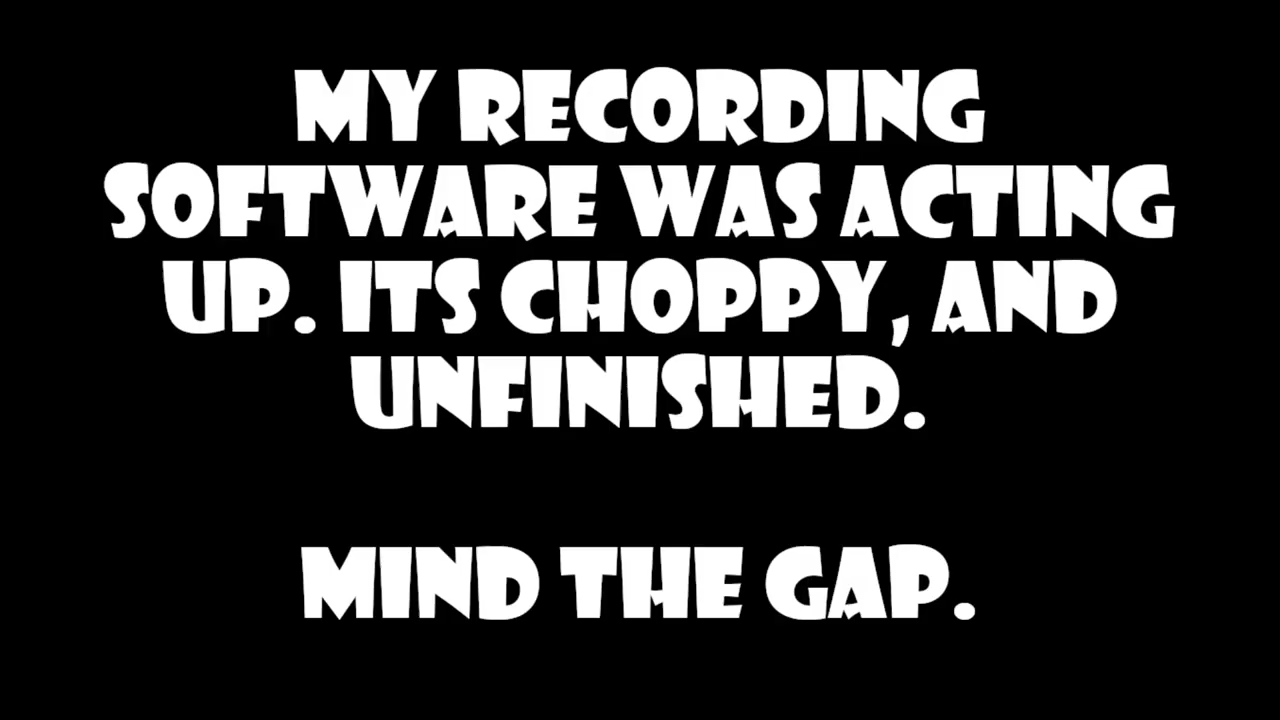 MY RECORDING
SOFTWARE WAS ACTING
UP. ITS CHOPPY, AND
UNFINISHED.
MIND THE GAP.